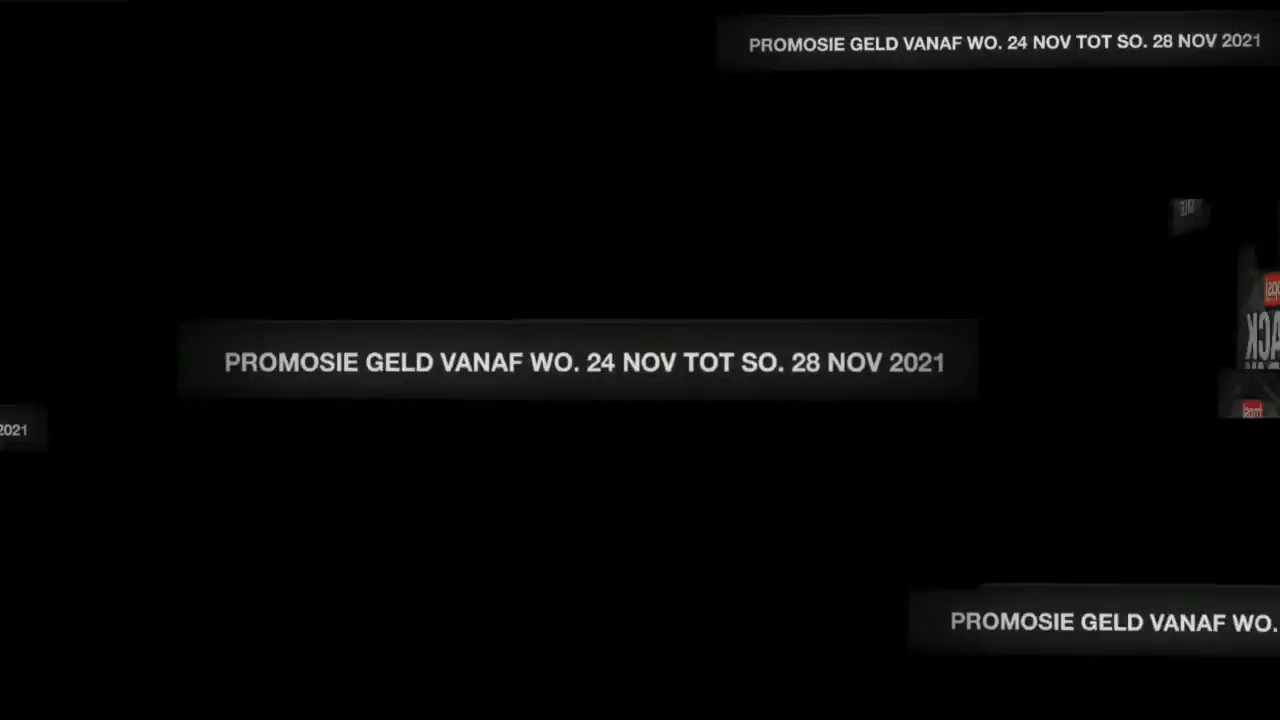 PROMOSIE GELD VANAF WO. 24 NOV TOT SO. 28 NOV 2021
PROMOSIE GELD VANAF WO. 24 NOV TOT SO. 28 NOV 2021
2021
PROMOSIE GELD VANAF WO.